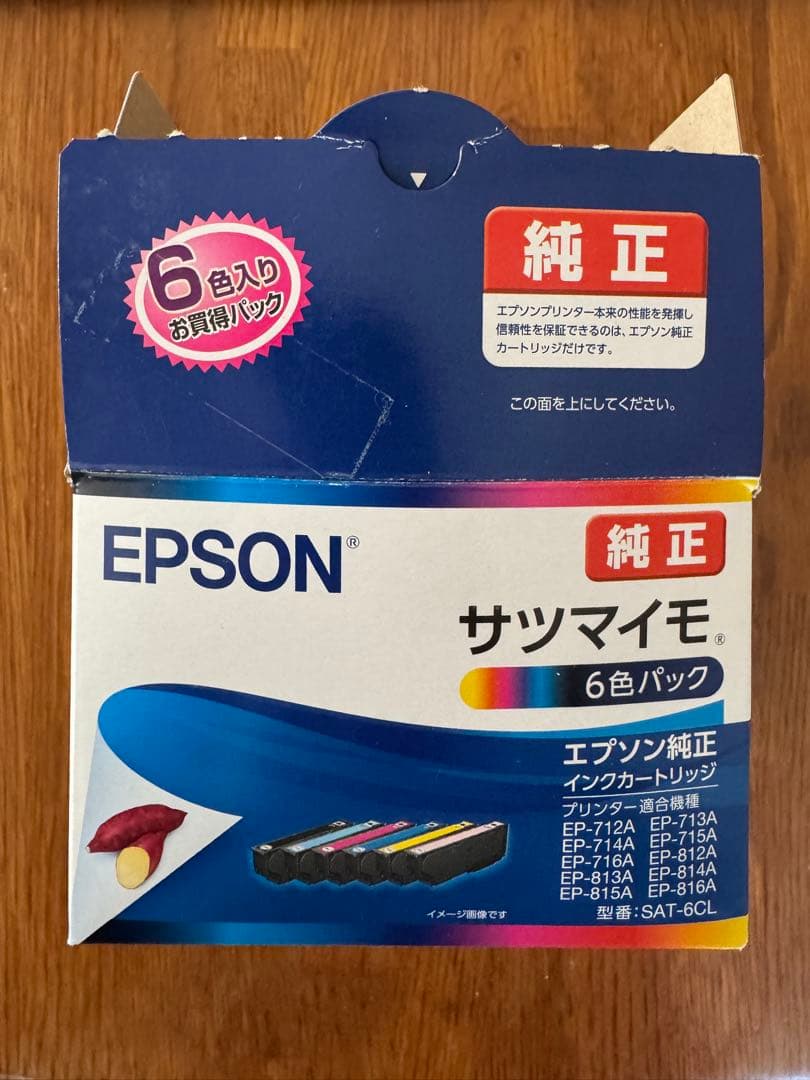 6色入り
お買得パック
純正
エプソンプリンター本来の性能を発揮し
信頼性を保証できるのは、エプソン純正
カートリッジだけです。
この面を上にしてください。
EPSON®
純正
サツマイモ®
6色パック
エプソン純正
インクカートリッジ
プリンター適合機種
EP-712A EP-713A
EP-714A EP-715A
EP-716A EP-812A
EP-813A EP-814A
EP-815A EP-816A
型番:SAT-6CL
イメージ画像です